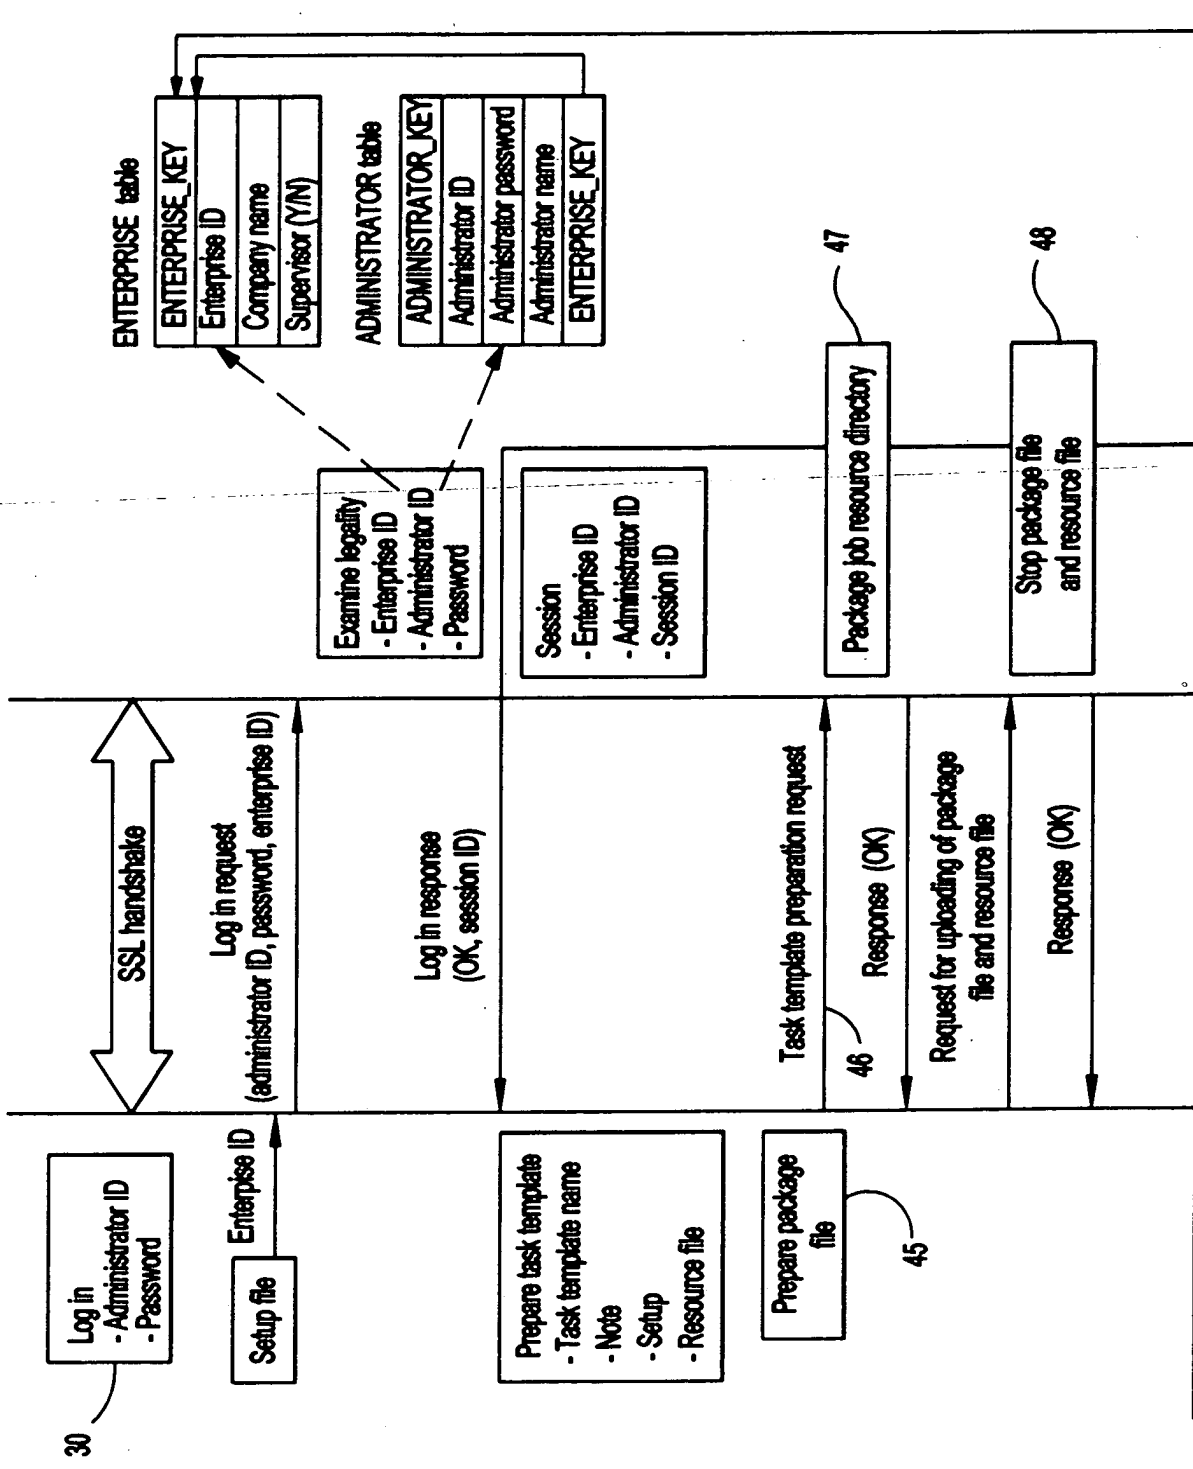 30
Log in
- Administrator ID
- Password
SSL handshake
Setup file
Enterpise ID
Log in request
(administrator ID, password, enterprise ID)
Examine legality
- Enterprise ID
- Administrator ID
- Password
ENTERPRISE table
ENTERPRISE_KEY
Enterprise ID
Company name
Supervisor (Y/N)
ADMINISTRATOR table
ADMINISTRATOR_KEY
Administrator ID
Administrator password
Administrator name
ENTERPRISE_KEY
Log in response
(OK, session ID)
Session
- Enterprise ID
- Administrator ID
- Session ID
Prepare task template
- Task template name
- Note
- Setup
- Resource file
Prepare package
file
45
Task template preparation request
46
Package job resource directory
47
Response (OK)
Request for uploading of package
file and resource file
Stop package file
and resource file
48
Response (OK)